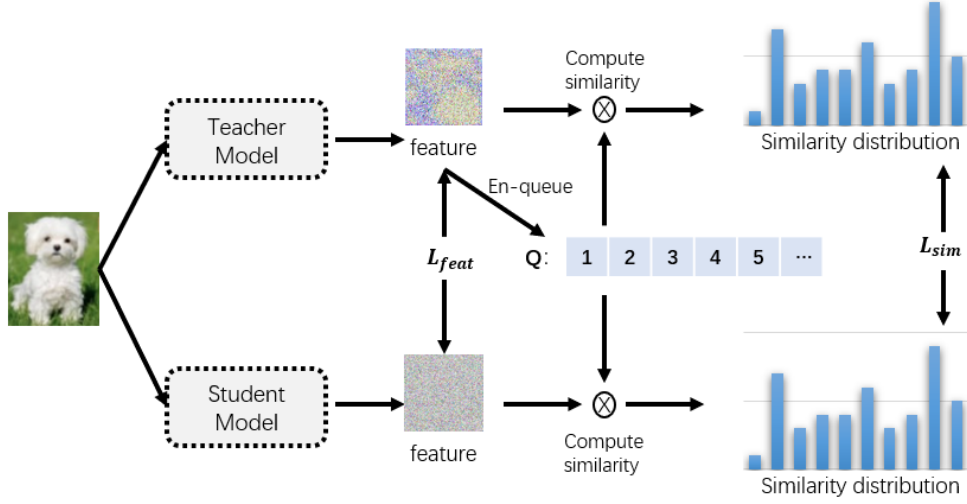 Compute
similarity
Teacher
Model
feature
Similarity distribution
En-queue
L_feat
Q:
1 2 3 4 5 ...
L_sim
Student
Model
feature
Compute
similarity
Similarity distribution